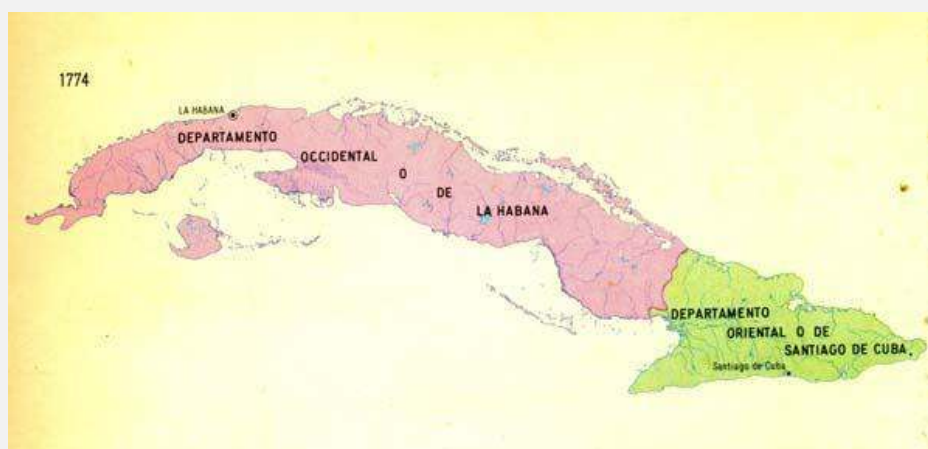 1774
LA HABANA
DEPARTAMENTO
OCCIDENTAL
O
DE
LA HABANA
DEPARTAMENTO
ORIENTAL O DE
SANTIAGO DE CUBA
Santiago de Cuba